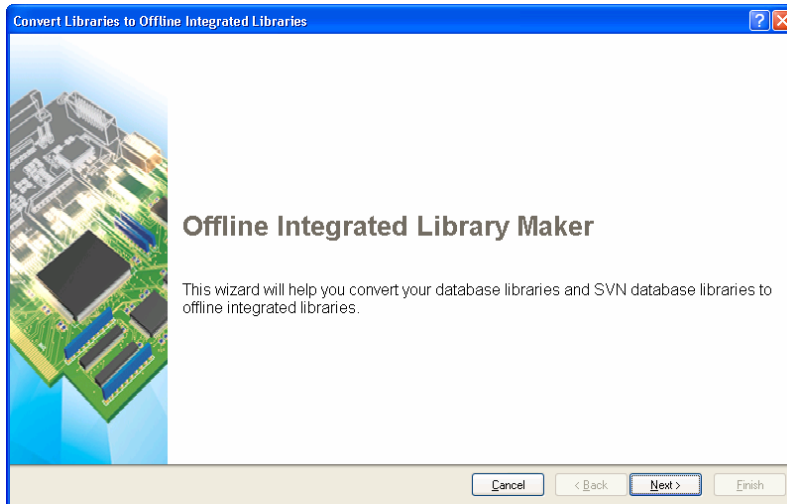 Convert Libraries to Offline Integrated Libraries
Offline Integrated Library Maker
This wizard will help you convert your database libraries and SVN database libraries to
offline integrated libraries.
Cancel
< Back
Next >
Finish